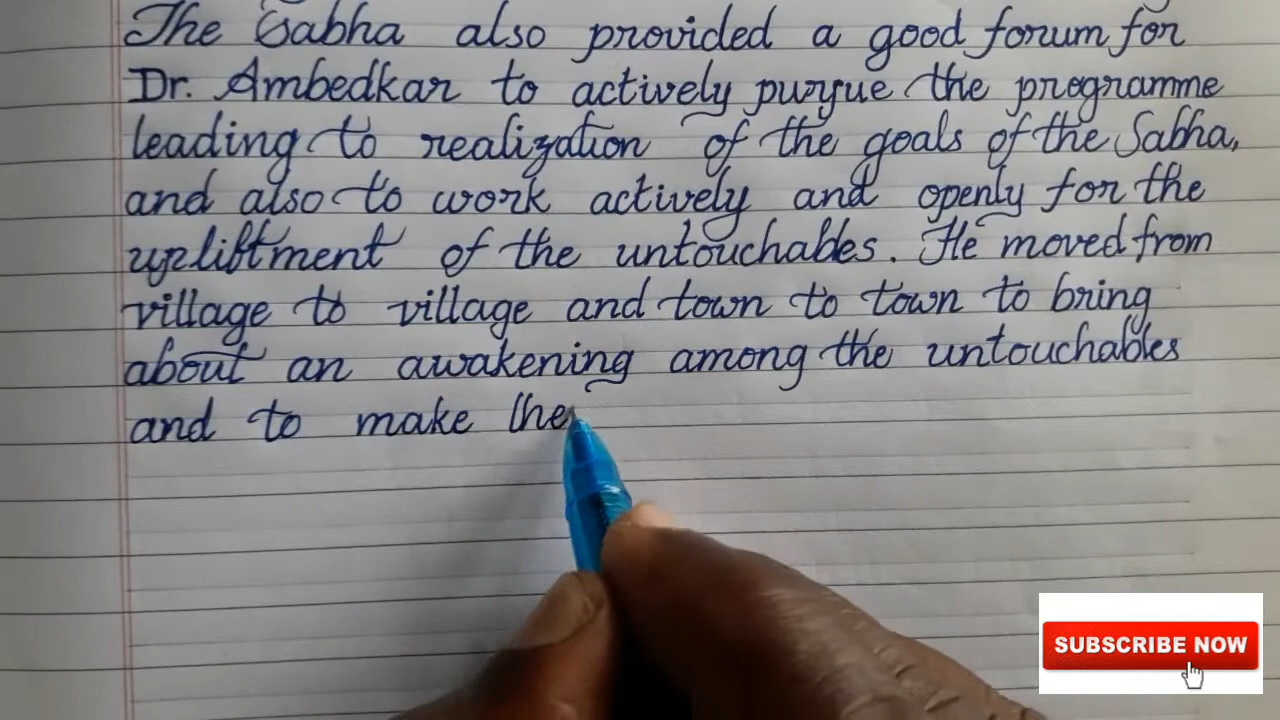 The Sabha also provided a good forum for
Dr. Ambedkar to actively pursue the programme
leading to realization of the goals of the Sabha,
and also to work actively and openly for the
upliftment of the untouchables. He moved from
village to village and town to town to bring
about an awakening among the untouchables
and to make the
SUBSCRIBE NOW